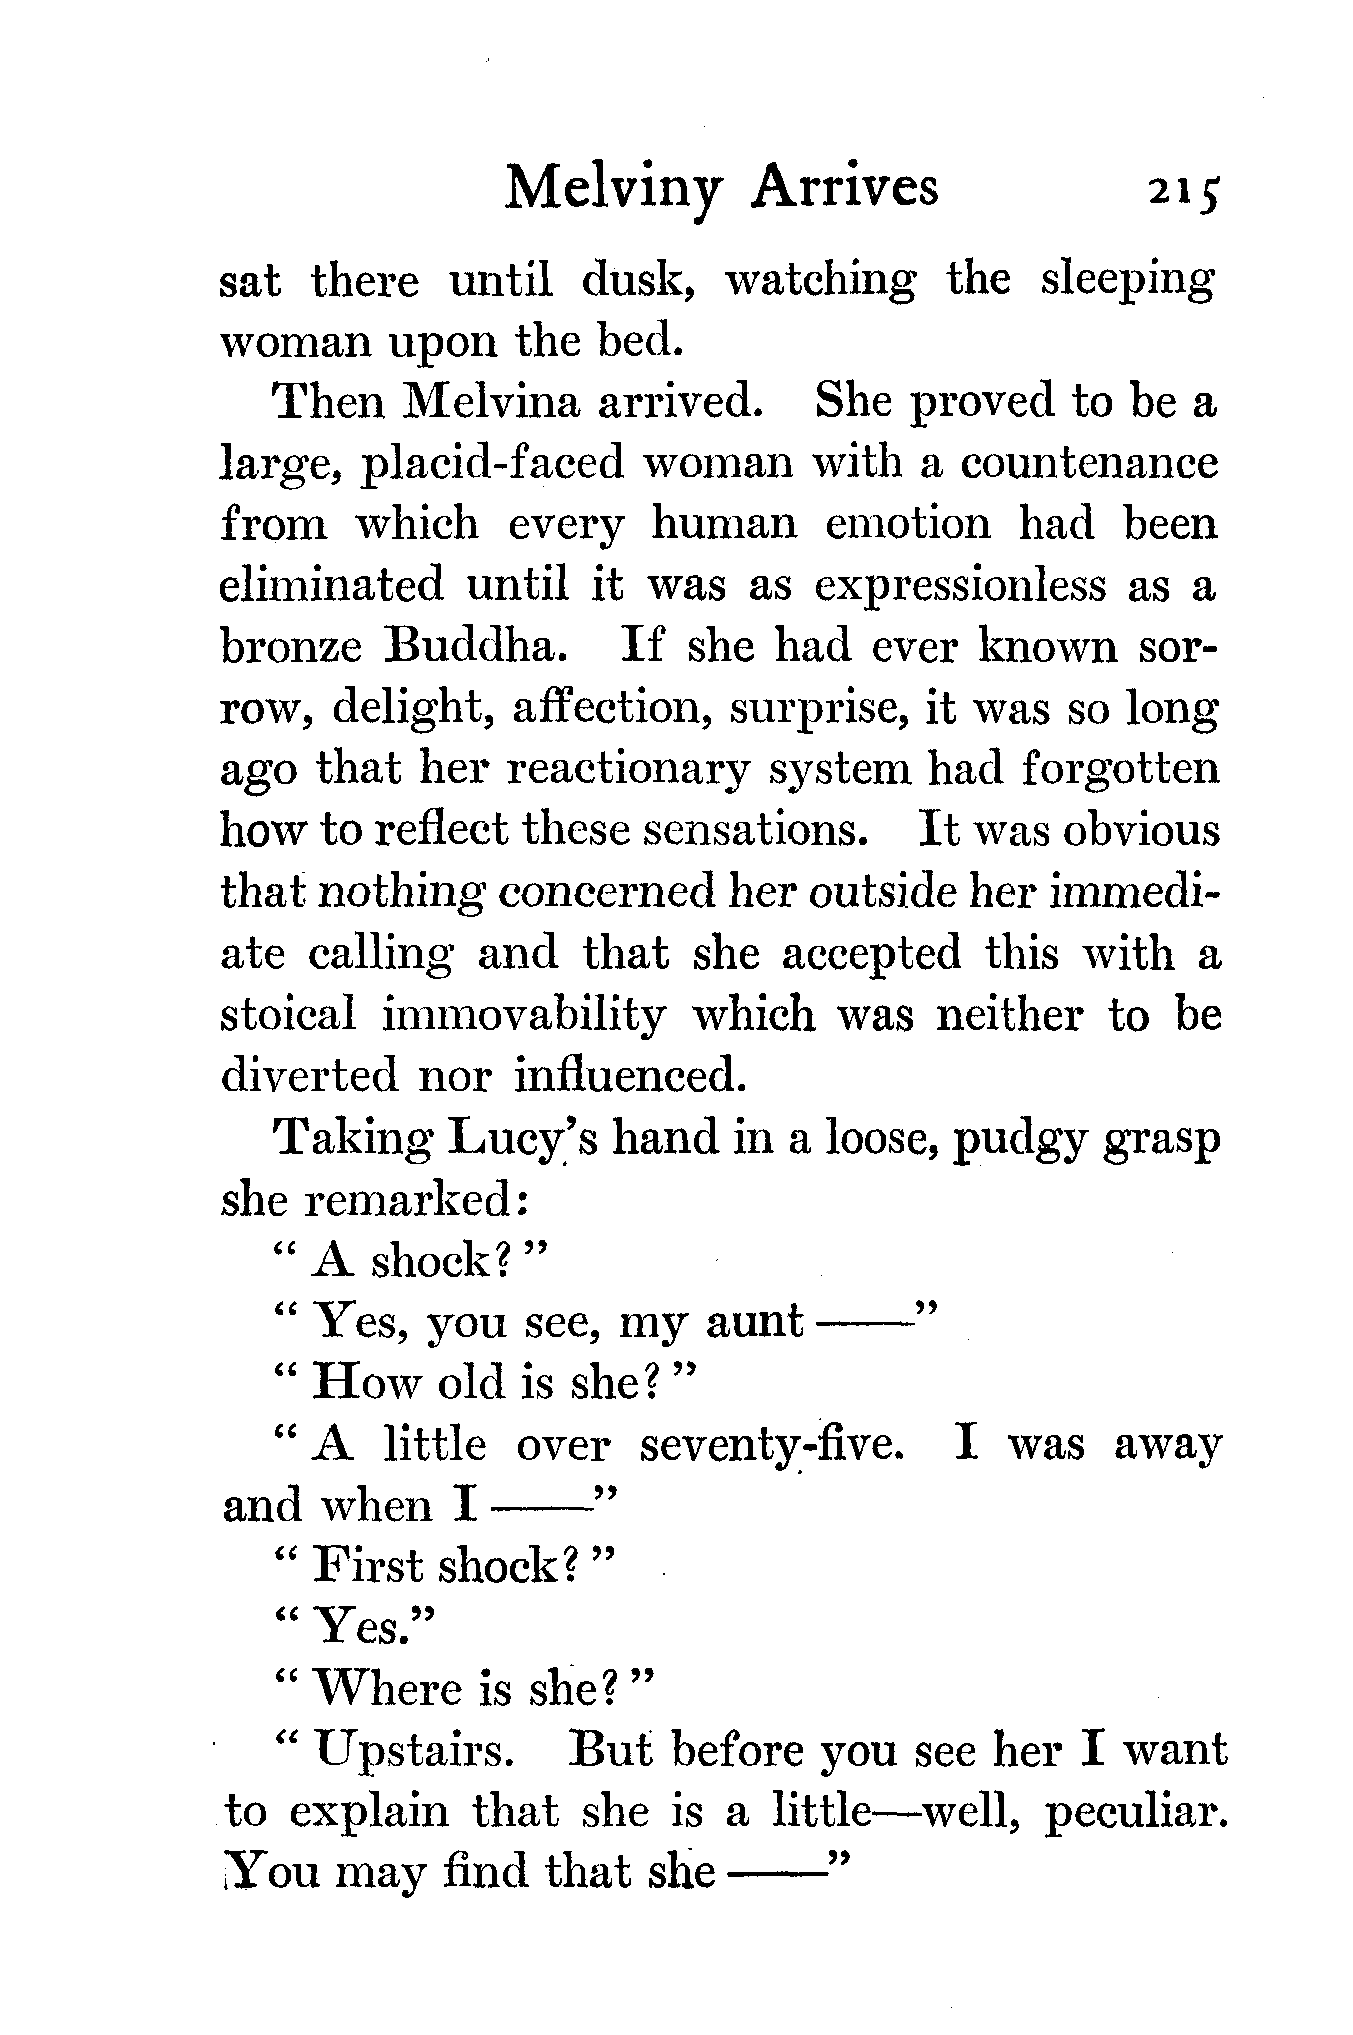 Melviny Arrives 215
sat there until dusk, watching the sleeping
woman upon the bed.
Then Melvina arrived. She proved to be a
large, placid-faced woman with a countenance
from which every human emotion had been
eliminated until it was as expressionless as a
bronze Buddha. If she had ever known sor-
row, delight, affection, surprise, it was so long
ago that her reactionary system had forgotten
how to reflect these sensations. It was obvious
that nothing concerned her outside her immedi-
ate calling and that she accepted this with a
stoical immovability which was neither to be
diverted nor influenced.
Taking Lucy's hand in a loose, pudgy grasp
she remarked:
“ A shock? ”
“ Yes, you see, my aunt ——”
“ How old is she? ”
“ A little over seventy-five. I was away
and when I ——”
“ First shock? ”
“ Yes.”
“ Where is she? ”
“ Upstairs. But before you see her I want
to explain that she is a little—well, peculiar.
You may find that she ——”